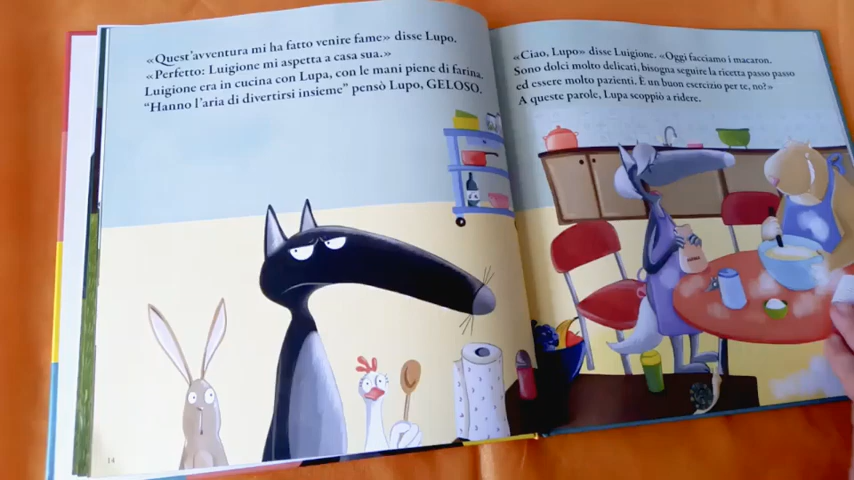 «Quest'avventura mi ha fatto venire fame» disse Lupo.
«Perfetto: Luigione mi aspetta a casa sua.»
Luigione era in cucina con Lupa, con le mani piene di farina.
“Hanno l'aria di divertirsi insieme” pensò Lupo, GELOSO.
14
«Ciao, Lupo» disse Luigione. «Oggi facciamo i macaron.
Sono dolci molto delicati, bisogna seguire la ricetta passo passo
ed essere molto pazienti. È un buon esercizio per te, no?»
A queste parole, Lupa scoppiò a ridere.